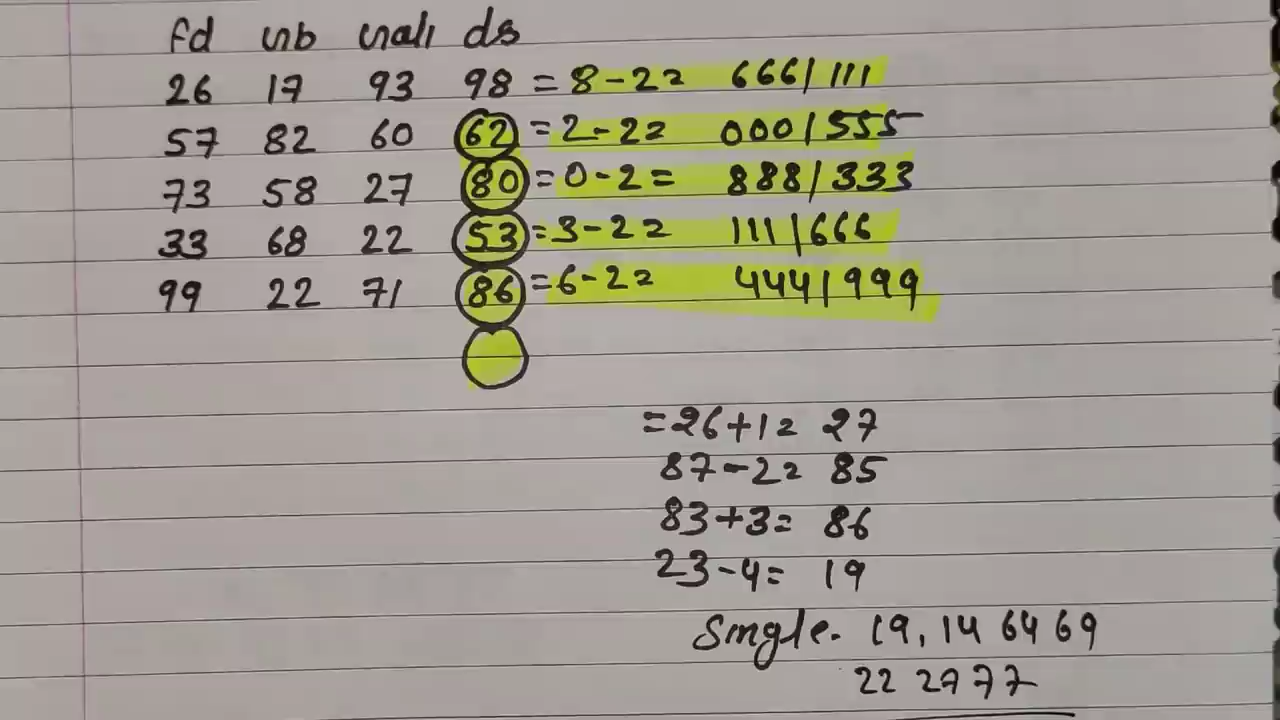 fd gb gali ds
26 17 93 98 = 8-2= 666/111
57 82 60 62 = 2-2= 000/555
73 58 27 80 = 0-2= 888/333
33 68 22 53 = 3-2= 111/666
99 22 71 86 = 6-2= 444/999
=26+1= 27
87-2= 85
83+3= 86
23-4= 19
Single. 19, 14 64 69
22 27 77